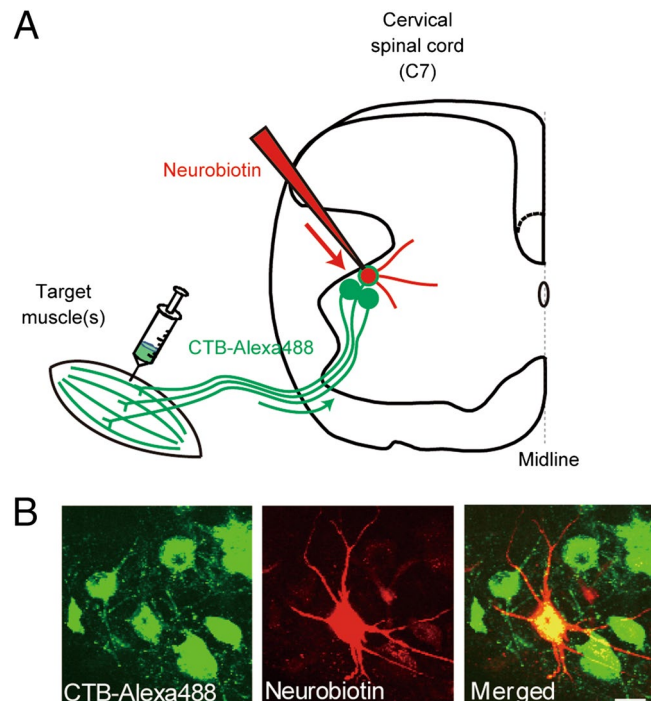 A
Cervical
spinal cord
(C7)
Neurobiotin
Target
muscle(s)
CTB-Alexa488
Midline
B
CTB-Alexa488
Neurobiotin
Merged